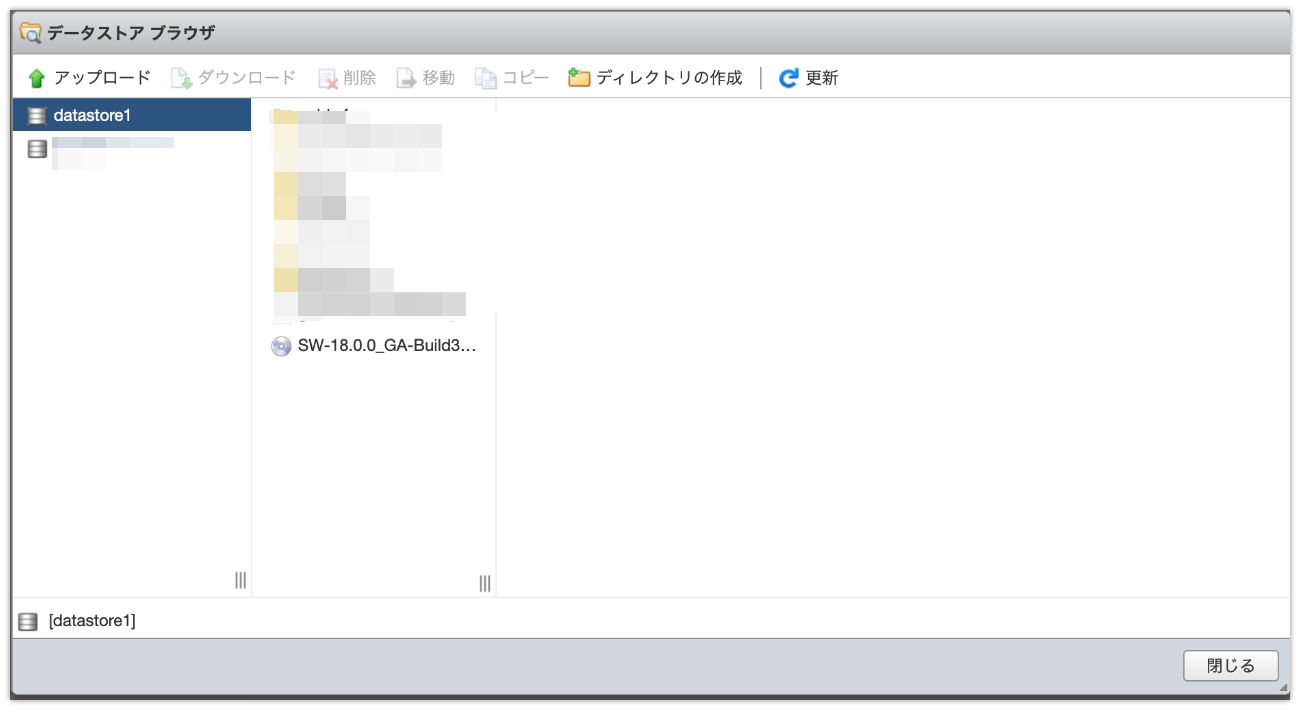 データストア ブラウザ
アップロード ダウンロード 削除 移動 コピー ディレクトリの作成 更新
datastore1
SW-18.0.0_GA-Build3...
[datastore1]
閉じる